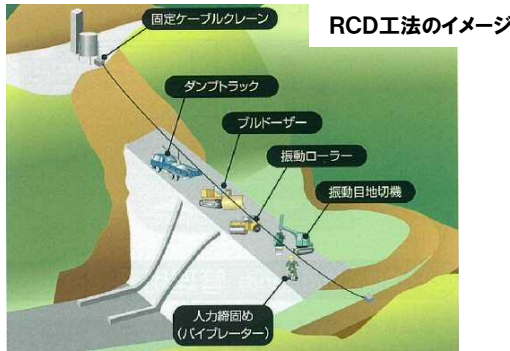 RCD工法のイメージ
固定ケーブルクレーン
ダンプトラック
ブルドーザー
振動ローラー
振動目地切機
人力締固め
(バイブレーター)